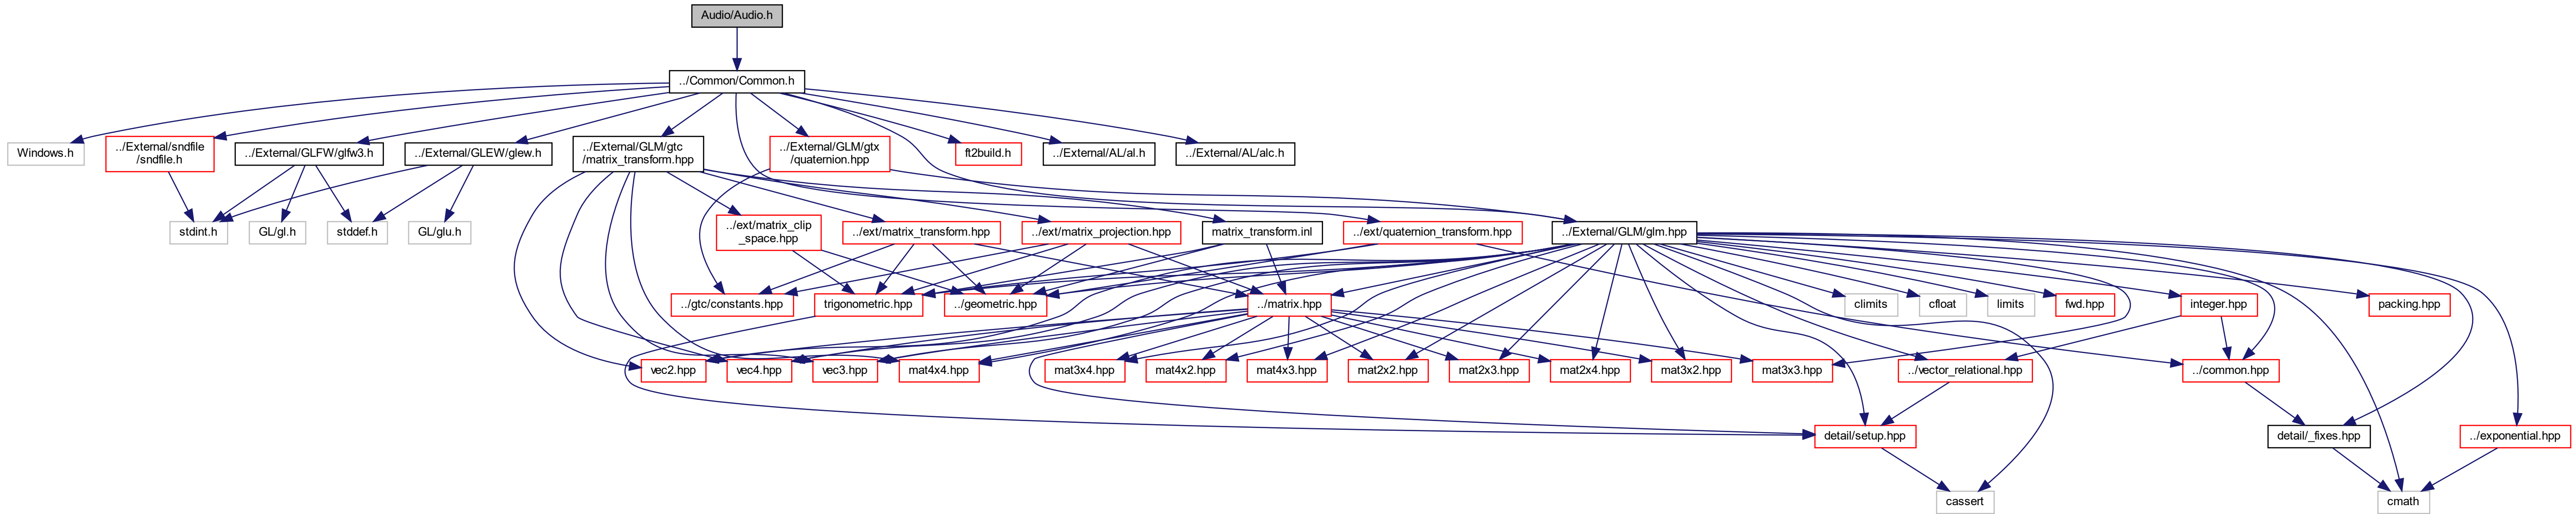 Audio/Audio.h
../Common/Common.h
Windows.h
../External/sndfile
/sndfile.h
../External/GLFW/glfw3.h
../External/GLEW/glew.h
../External/GLM/gtc
/matrix_transform.hpp
../External/GLM/gtx
/quaternion.hpp
ft2build.h
../External/AL/al.h
../External/AL/alc.h
stdint.h
GL/gl.h
stddef.h
GL/glu.h
../ext/matrix_clip
_space.hpp
../ext/matrix_transform.hpp
../ext/matrix_projection.hpp
matrix_transform.inl
../ext/quaternion_transform.hpp
../External/GLM/glm.hpp
../gtc/constants.hpp
trigonometric.hpp
../geometric.hpp
../matrix.hpp
climits
cfloat
limits
fwd.hpp
integer.hpp
packing.hpp
vec2.hpp
vec4.hpp
vec3.hpp
mat4x4.hpp
mat3x4.hpp
mat4x2.hpp
mat4x3.hpp
mat2x2.hpp
mat2x3.hpp
mat2x4.hpp
mat3x2.hpp
mat3x3.hpp
../vector_relational.hpp
../common.hpp
detail/setup.hpp
detail/_fixes.hpp
../exponential.hpp
cassert
cmath